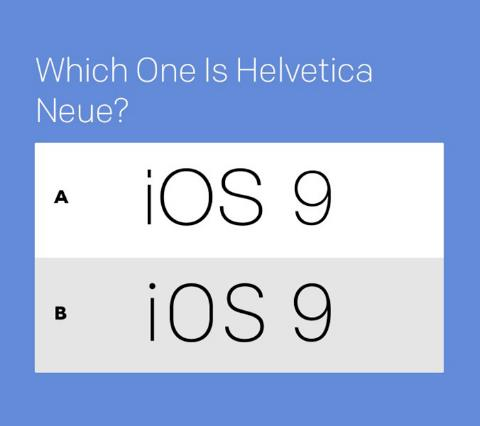 Which One Is Helvetica
Neue?
A iOS 9
B iOS 9